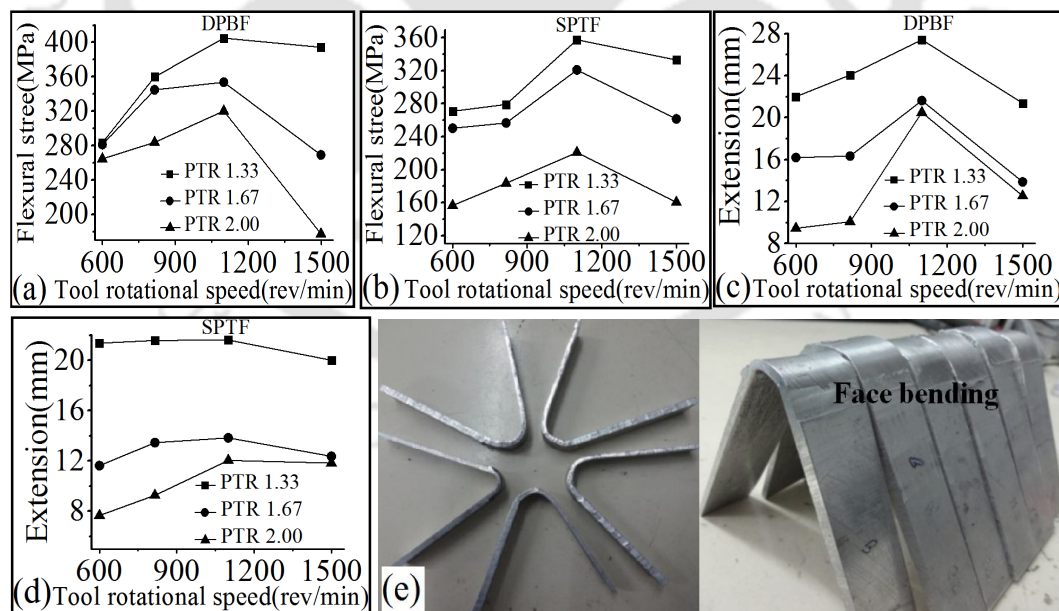 DPBF
Flexural stree(MPa)
400
360
320
280
260
220
180
PTR 1.33
PTR 1.67
PTR 2.00
600 900 1200 1500
(a) Tool rotational speed(rev/min)
SPTF
Flexural stree(MPa)
360
320
280
240
200
160
120
PTR 1.33
PTR 1.67
PTR 2.00
600 900 1200 1500
(b) Tool rotational speed(rev/min)
DPBF
Extension(mm)
28
24
20
16
12
8
PTR 1.33
PTR 1.67
PTR 2.00
600 900 1200 1500
(c) Tool rotational speed(rev/min)
SPTF
Extension(mm)
20
16
12
8
PTR 1.33
PTR 1.67
PTR 2.00
600 900 1200 1500
(d) Tool rotational speed(rev/min)
(e)
Face bending